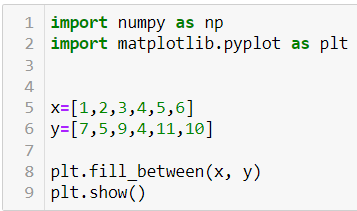 1 import numpy as np
2 import matplotlib.pyplot as plt
3
4
5 x=[1,2,3,4,5,6]
6 y=[7,5,9,4,11,10]
7
8 plt.fill_between(x, y)
9 plt.show()